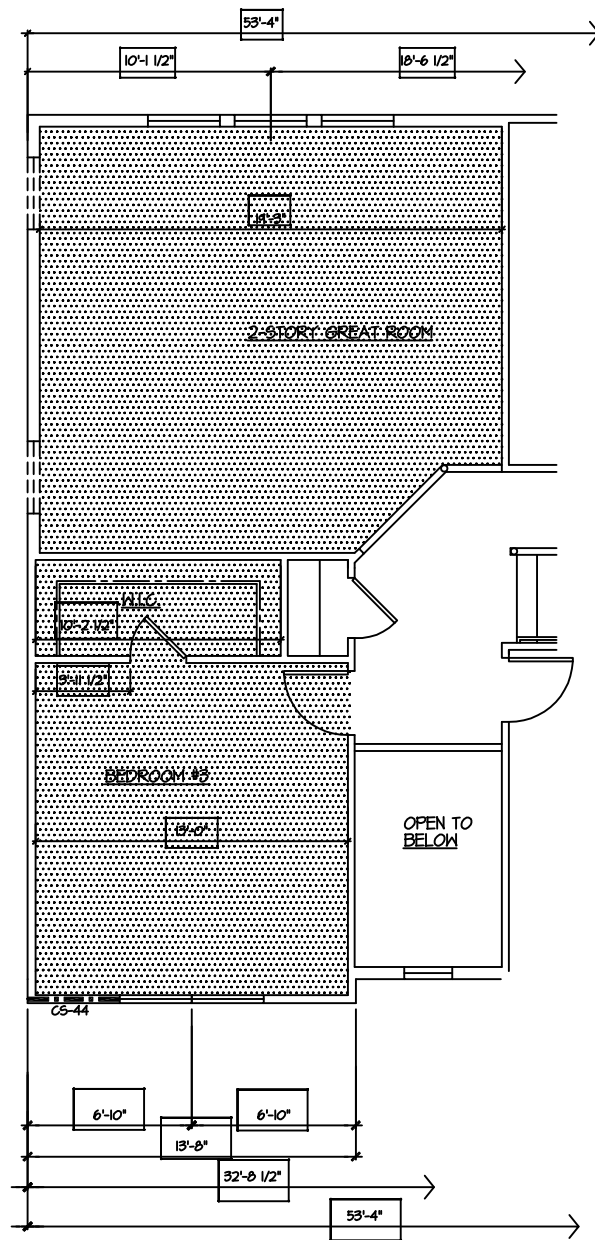 53'-4"
10'-1 1/2"
18'-6 1/2"
19'-3"
2-STORY GREAT ROOM
W.I.C.
10'-2 1/2"
3'-11 1/2"
BEDROOM #3
13'-0"
OPEN TO
BELOW
CS-44
6'-10"
6'-10"
13'-8"
32'-8 1/2"
53'-4"